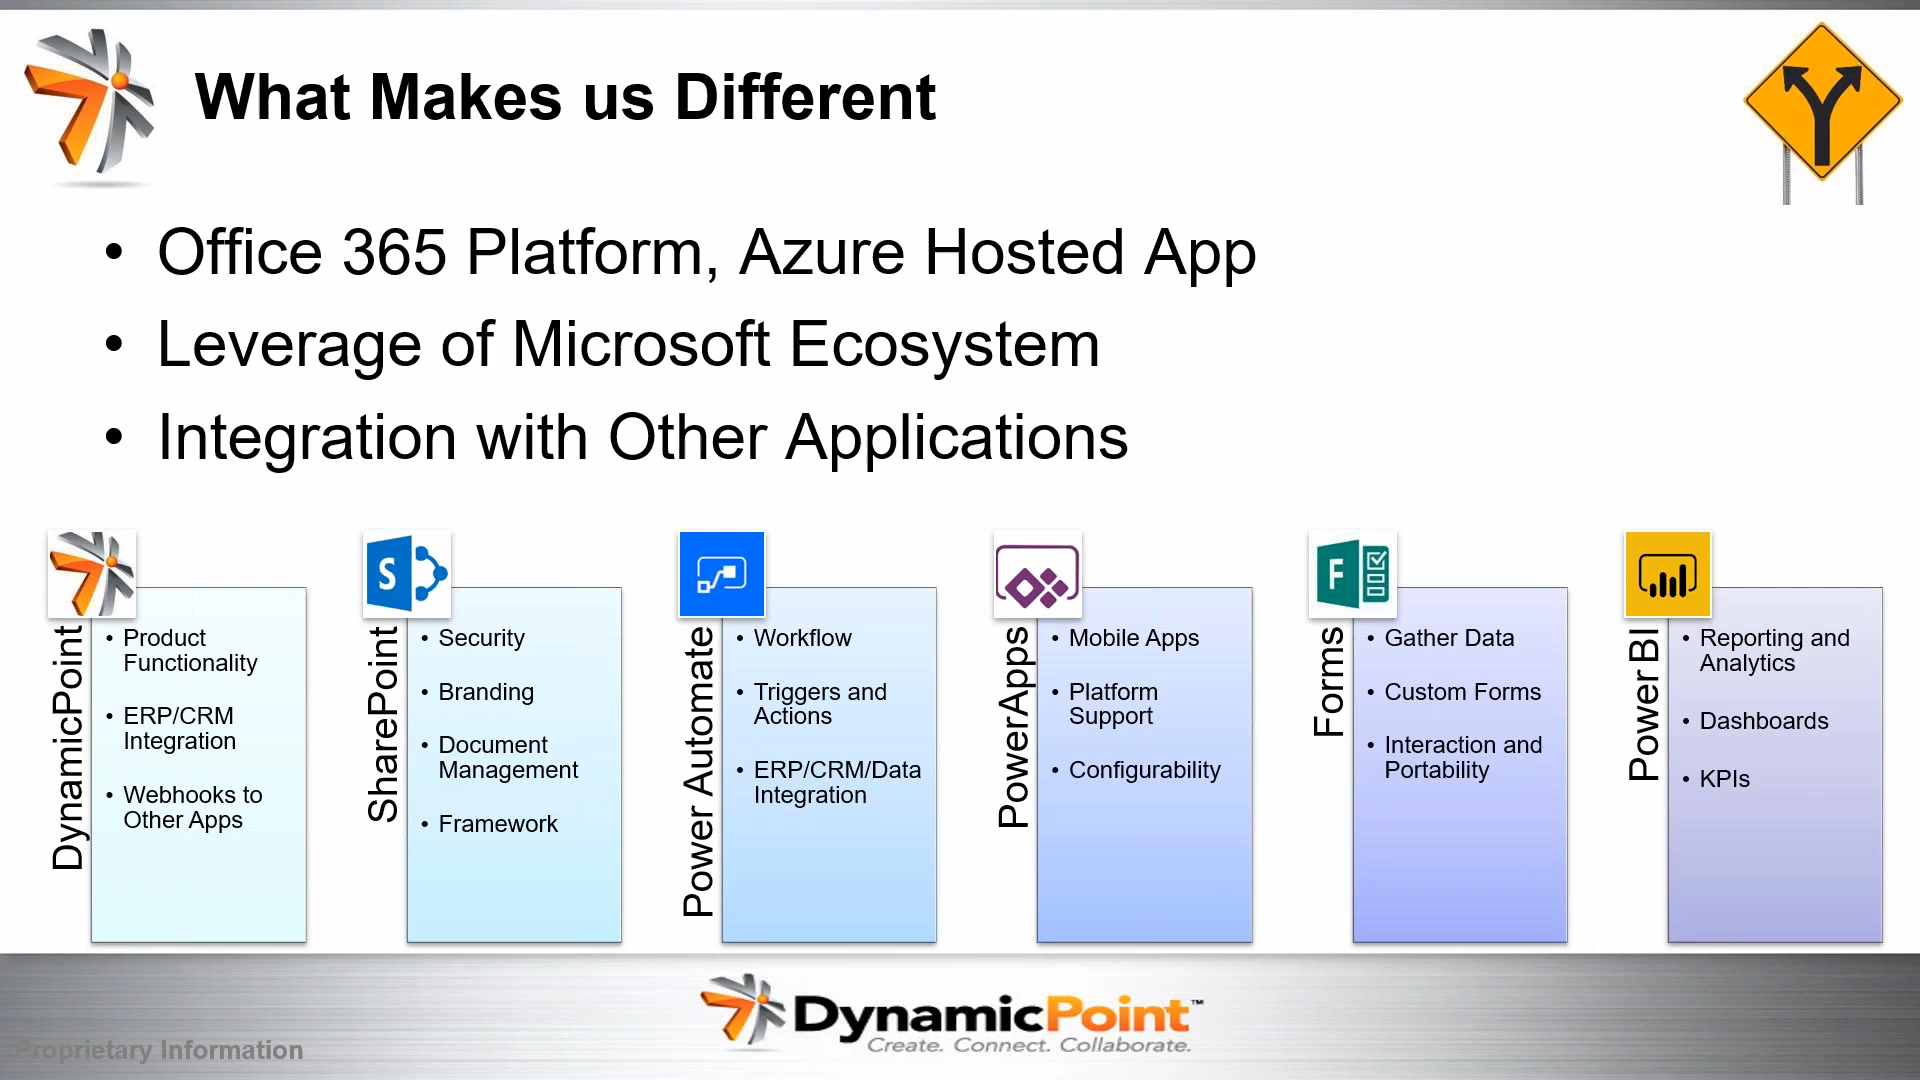 What Makes us Different
• Office 365 Platform, Azure Hosted App
• Leverage of Microsoft Ecosystem
• Integration with Other Applications
DynamicPoint
• Product
Functionality
• ERP/CRM
Integration
• Webhooks to
Other Apps
S
SharePoint
• Security
• Branding
• Document
Management
• Framework
Power Automate
• Workflow
• Triggers and
Actions
• ERP/CRM/Data
Integration
PowerApps
• Mobile Apps
• Platform
Support
• Configurability
F
Forms
• Gather Data
• Custom Forms
• Interaction and
Portability
Power BI
• Reporting and
Analytics
• Dashboards
• KPIs
DynamicPoint™
Create. Connect. Collaborate.
Proprietary Information